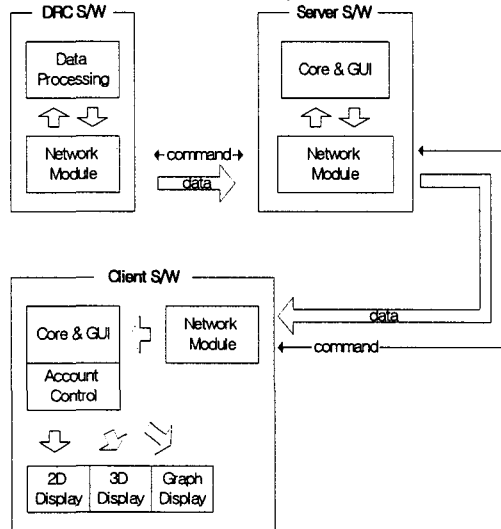 DRC S/W
Server S/W
Data
Processing
Core & GUI
Network
Module
command
data
Network
Module
Client S/W
Core & GUI
Network
Module
data
command
Account
Control
2D
Display
3D
Display
Graph
Display